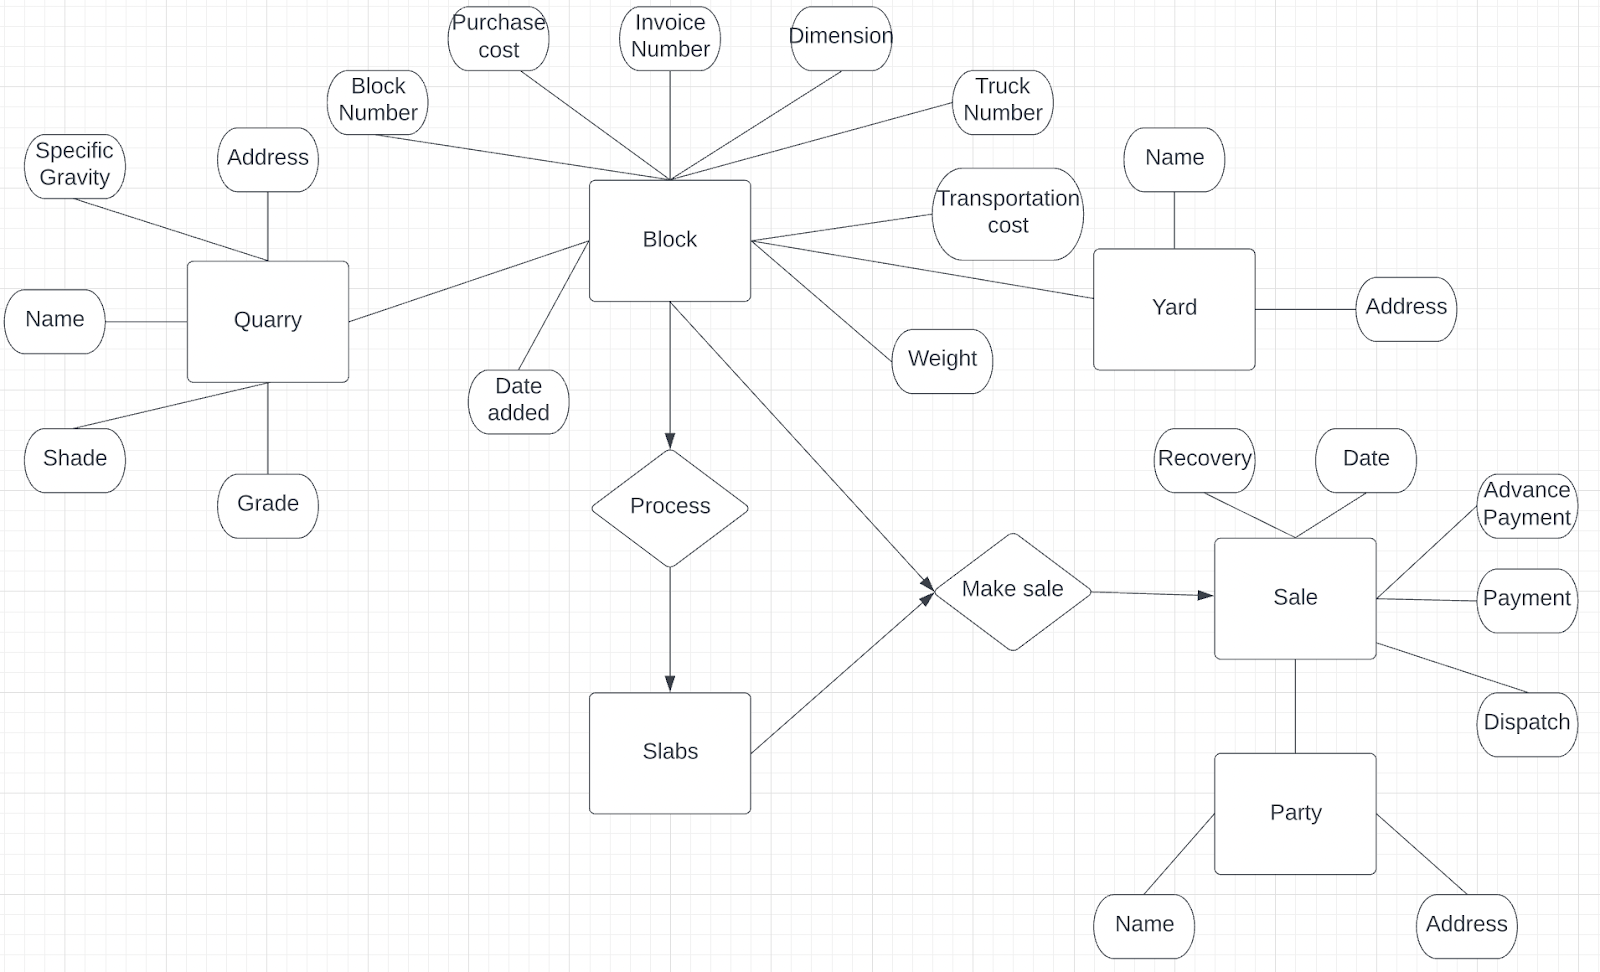 Purchase
cost
Invoice
Number
Dimension
Block
Number
Truck
Number
Specific
Gravity
Address
Name
Transportation
cost
Block
Yard
Address
Name
Quarry
Weight
Date
added
Shade
Grade
Process
Recovery
Date
Advance
Payment
Make sale
Sale
Payment
Dispatch
Slabs
Party
Name
Address